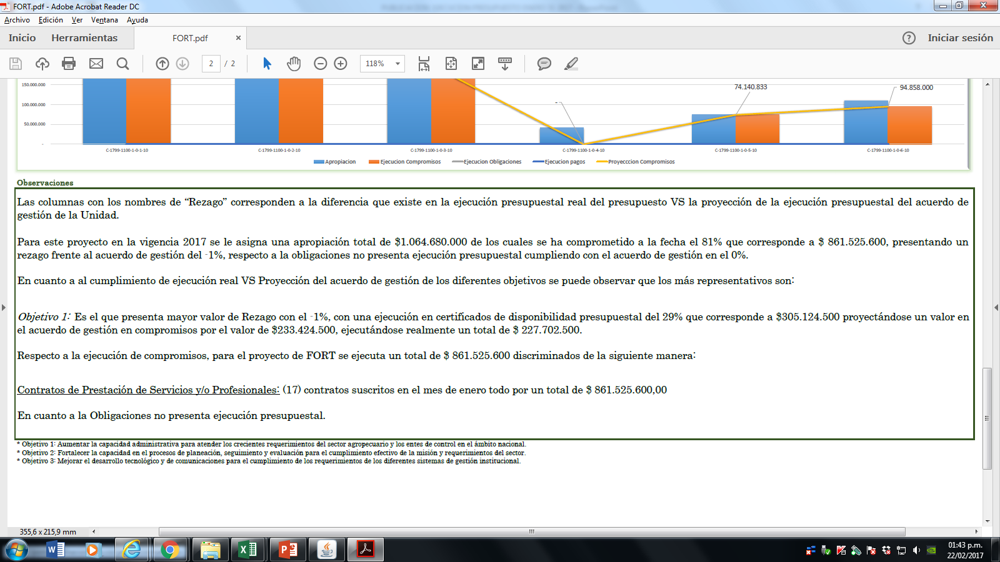 FORT.pdf - Adobe Acrobat Reader DC
Archivo Edición Ver Ventana Ayuda
Inicio Herramientas FORT.pdf × ? Iniciar sesión
2 / 2 118%
150.000.000
100.000.000
50.000.000
-
- 74.140.833 94.858.000
C-1799-1100-1-0-1-10 C-1799-1100-1-0-2-10 C-1799-1100-1-0-3-10 C-1799-1100-1-0-4-10 C-1799-1100-1-0-5-10 C-1799-1100-1-0-6-10
Apropiacion Ejecucion Compromisos Ejecucion Obligaciones Ejecucion pagos Proyecccion Compromisos
Observaciones
Las columnas con los nombres de “Rezago” corresponden a la diferencia que existe en la ejecución presupuestal real del presupuesto VS la proyección de la ejecución presupuestal del acuerdo de
gestión de la Unidad.
Para este proyecto en la vigencia 2017 se le asigna una apropiación total de $1.064.680.000 de los cuales se ha comprometido a la fecha el 81% que corresponde a $ 861.525.600, presentando un
rezago frente al acuerdo de gestión del -1%, respecto a la obligaciones no presenta ejecución presupuestal cumpliendo con el acuerdo de gestión en el 0%.
En cuanto a al cumplimiento de ejecución real VS Proyección del acuerdo de gestión de los diferentes objetivos se puede observar que los más representativos son:
Objetivo 1: Es el que presenta mayor valor de Rezago con el -1%, con una ejecución en certificados de disponibilidad presupuestal del 29% que corresponde a $305.124.500 proyectándose un valor en
el acuerdo de gestión en compromisos por el valor de $233.424.500, ejecutándose realmente un total de $ 227.702.500.
Respecto a la ejecución de compromisos, para el proyecto de FORT se ejecuta un total de $ 861.525.600 discriminados de la siguiente manera:
Contratos de Prestación de Servicios y/o Profesionales: (17) contratos suscritos en el mes de enero todo por un total de $ 861.525.600,00
En cuanto a la Obligaciones no presenta ejecución presupuestal.
* Objetivo 1: Aumentar la capacidad administrativa para atender los crecientes requerimientos del sector agropecuario y los entes de control en el ámbito nacional.
* Objetivo 2: Fortalecer la capacidad en el procesos de planeación, seguimiento y evaluación para el cumplimiento efectivo de la misión y requerimientos del sector.
* Objetivo 3: Mejorar el desarrollo tecnológico y de comunicaciones para el cumplimiento de los requerimientos de los diferentes sistemas de gestión institucional.
355,6 x 215,9 mm
01:43 p.m.
22/02/2017